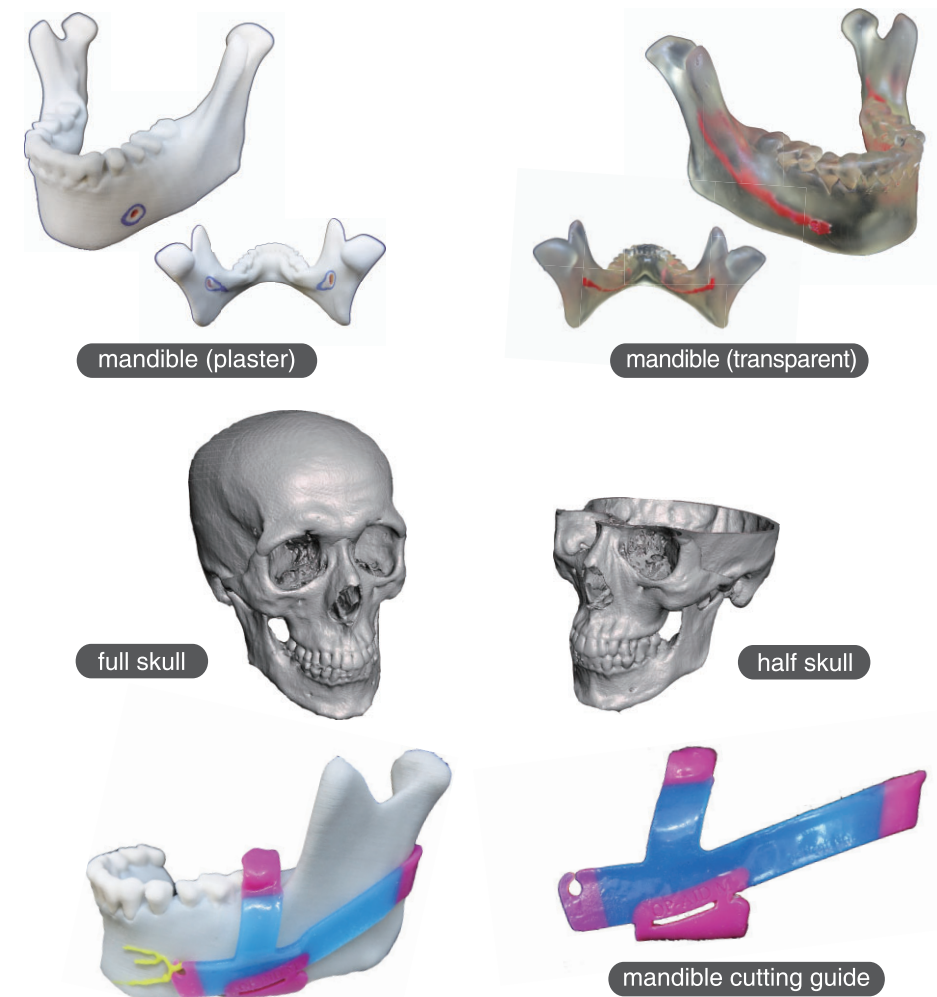 mandible (plaster)
mandible (transparent)
full skull
half skull
mandible cutting guide